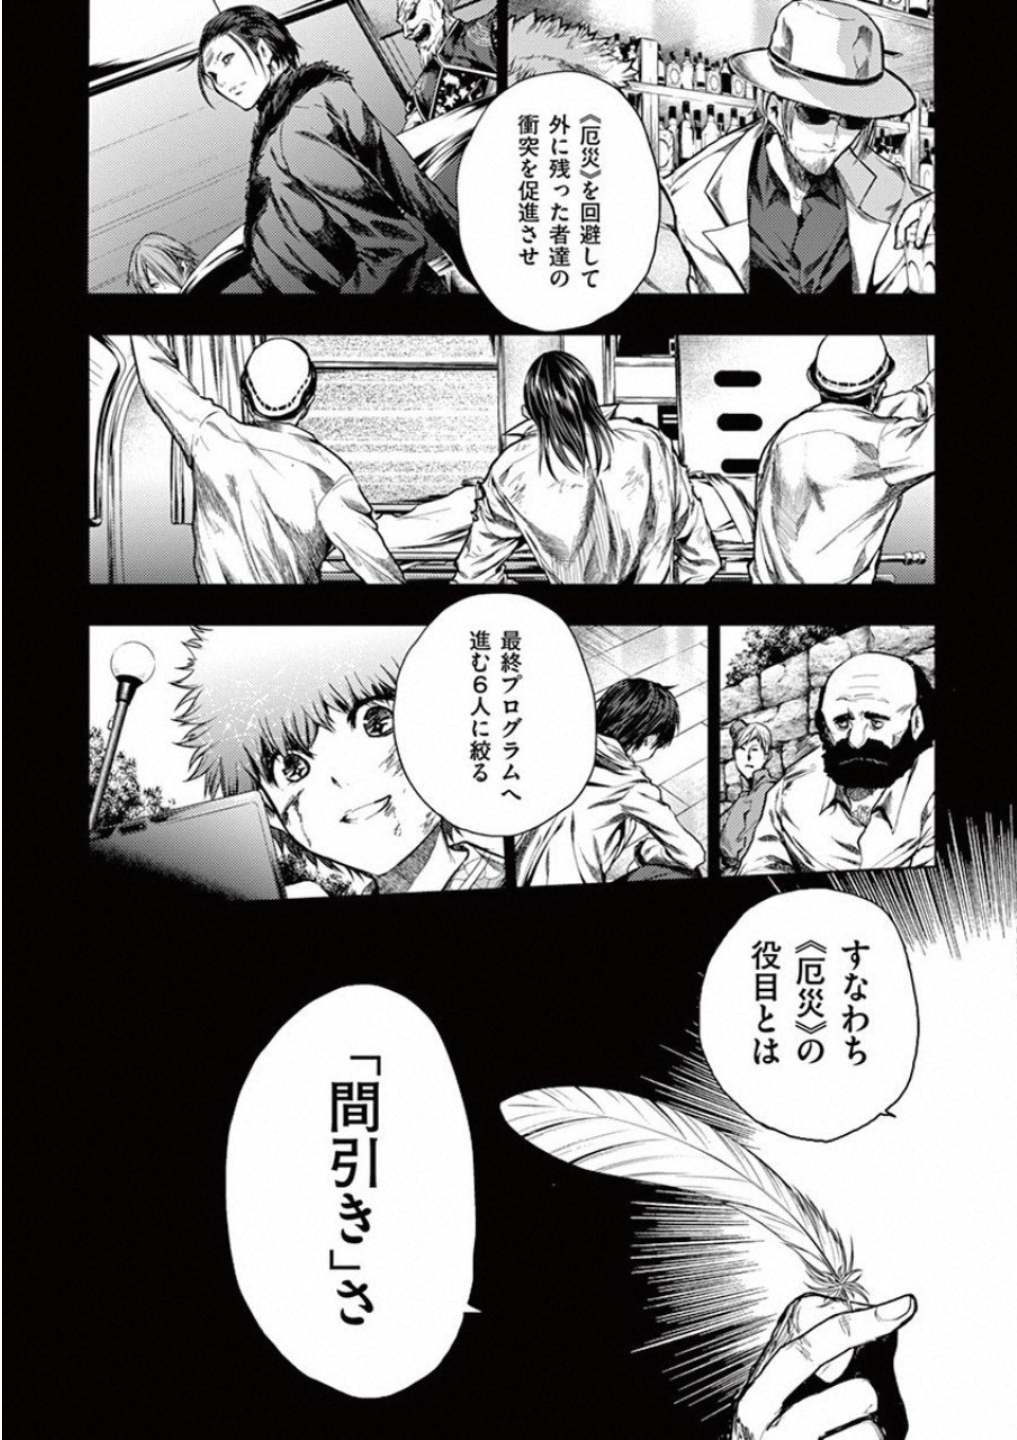 《厄災》を回避して
外に残った者達の
衝突を促進させ
最終プログラムへ
進む6人に絞る
すなわち
《厄災》の
役目とは
「間引き」さ